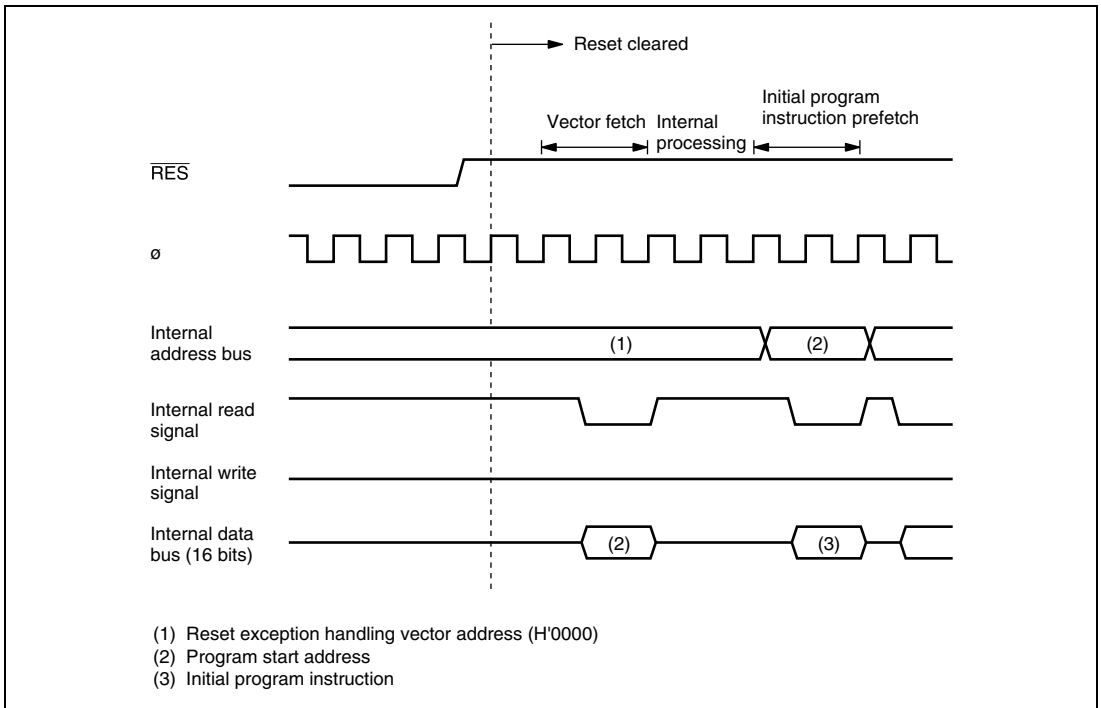 Reset cleared
Initial program
instruction prefetch
Vector fetch
Internal
processing
RES
ø
Internal
address bus
(1)
(2)
Internal read
signal
Internal write
signal
Internal data
bus (16 bits)
(2)
(3)
(1) Reset exception handling vector address (H'0000)
(2) Program start address
(3) Initial program instruction